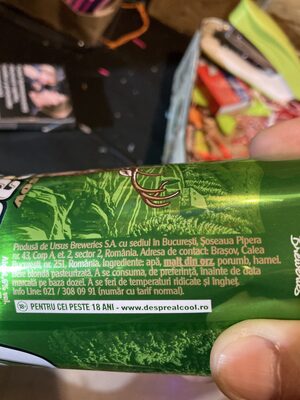 Produsă de Ursus Breweries S.A. cu sediul în București, Șoseaua Pipera
nr. 43, Corp A, et. 2, sector 2, România. Adresa de contact: Brașov, Calea
București, nr. 251, România. Ingrediente: apă, malț din orz, porumb, hamei.
Bere blondă pasteurizată. A se consuma, de preferință, înainte de data
marcată pe baza dozei. A se feri de temperaturi ridicate și îngheț.
Info Line: 021 / 308 09 91 (număr cu tarif normal).
18 PENTRU CEI PESTE 18 ANI - www.desprealcool.ro